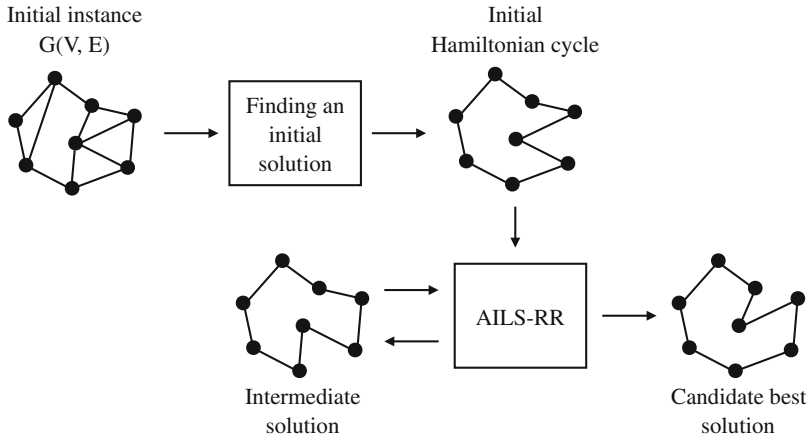 Initial instance
G(V, E)
Initial
Hamiltonian cycle
Finding an
initial
solution
AILS-RR
Intermediate
solution
Candidate best
solution